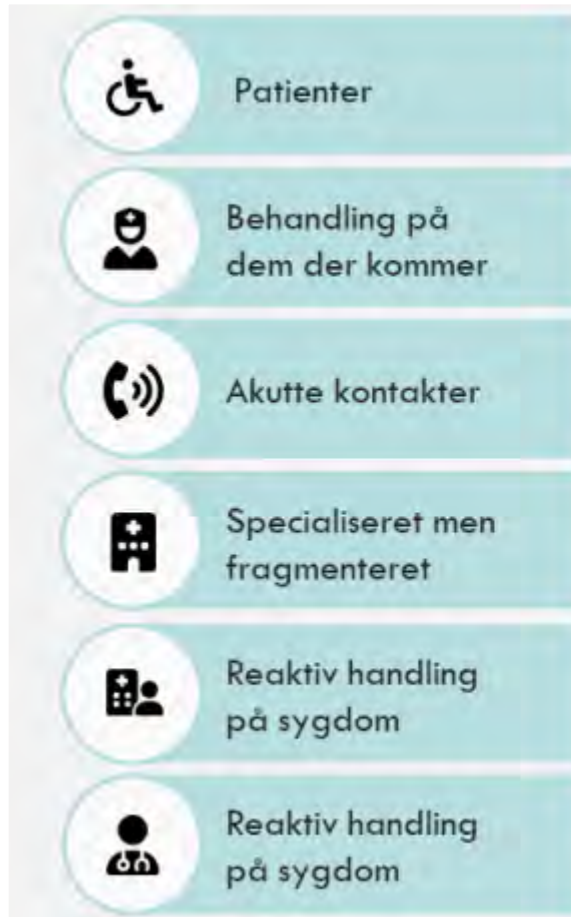 Patienter
Behandling på
dem der kommer
Akutte kontakter
Specialiseret men
fragmenteret
Reaktiv handling
på sygdom
Reaktiv handling
på sygdom